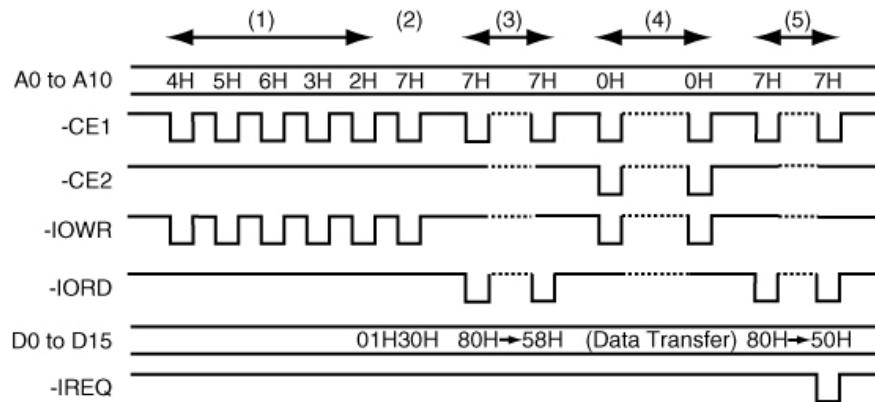 (1) (2) (3) (4) (5)
A0 to A10 4H 5H 6H 3H 2H 7H 7H 7H 0H 0H 7H 7H
-CE1
-CE2
-IOWR
-IORD
D0 to D15 01H30H 80H→58H (Data Transfer) 80H→50H
-IREQ